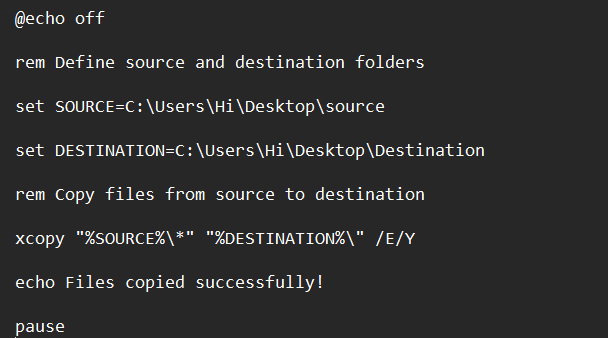 @echo off
rem Define source and destination folders
set SOURCE=C:\Users\Hi\Desktop\source
set DESTINATION=C:\Users\Hi\Desktop\Destination
rem Copy files from source to destination
xcopy "%SOURCE%\*" "%DESTINATION%\" /E/Y
echo Files copied successfully!
pause